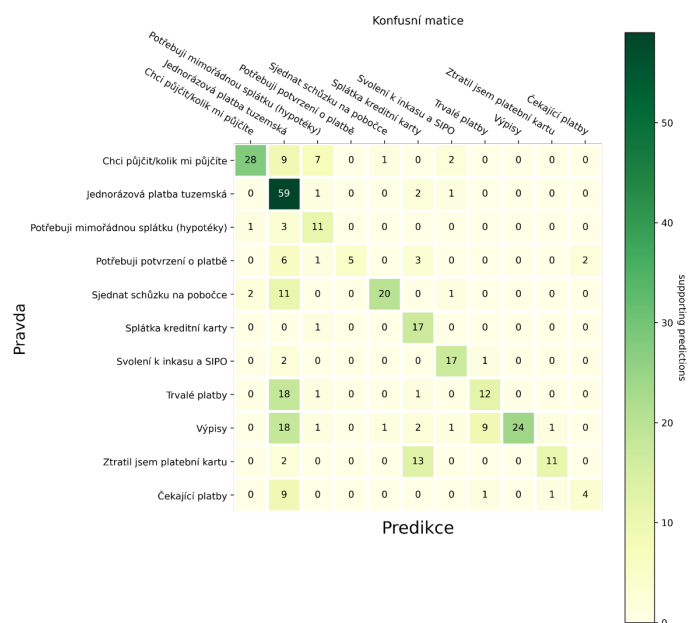 Konfusní matice
Chci půjčit/kolik mi půjčíte
Jednorázová platba tuzemská
Potřebuji mimořádnou splátku (hypotéky)
Potřebuji potvrzení o platbě
Sjednat schůzku na pobočce
Splátka kreditní karty
Svolení k inkasu a SIPO
Trvalé platby
Výpisy
Ztratil jsem platební kartu
Čekající platby
Chci půjčit/kolik mi půjčíte 28 9 7 0 1 0 2 0 0 0 0
Jednorázová platba tuzemská 0 59 1 0 0 2 1 0 0 0 0
Potřebuji mimořádnou splátku (hypotéky) 1 3 11 0 0 0 0 0 0 0 0
Potřebuji potvrzení o platbě 0 6 1 5 0 3 0 0 0 0 2
Sjednat schůzku na pobočce 2 11 0 0 20 0 1 0 0 0 0
Splátka kreditní karty 0 0 1 0 0 17 0 0 0 0 0
Svolení k inkasu a SIPO 0 2 0 0 0 0 17 1 0 0 0
Trvalé platby 0 18 1 0 0 1 0 12 0 0 0
Výpisy 0 18 1 0 1 2 1 9 24 1 0
Ztratil jsem platební kartu 0 2 0 0 0 13 0 0 0 11 0
Čekající platby 0 9 0 0 0 0 0 1 0 1 4
Pravda
Predikce
50
40
30
20
10
0
supporting predictions